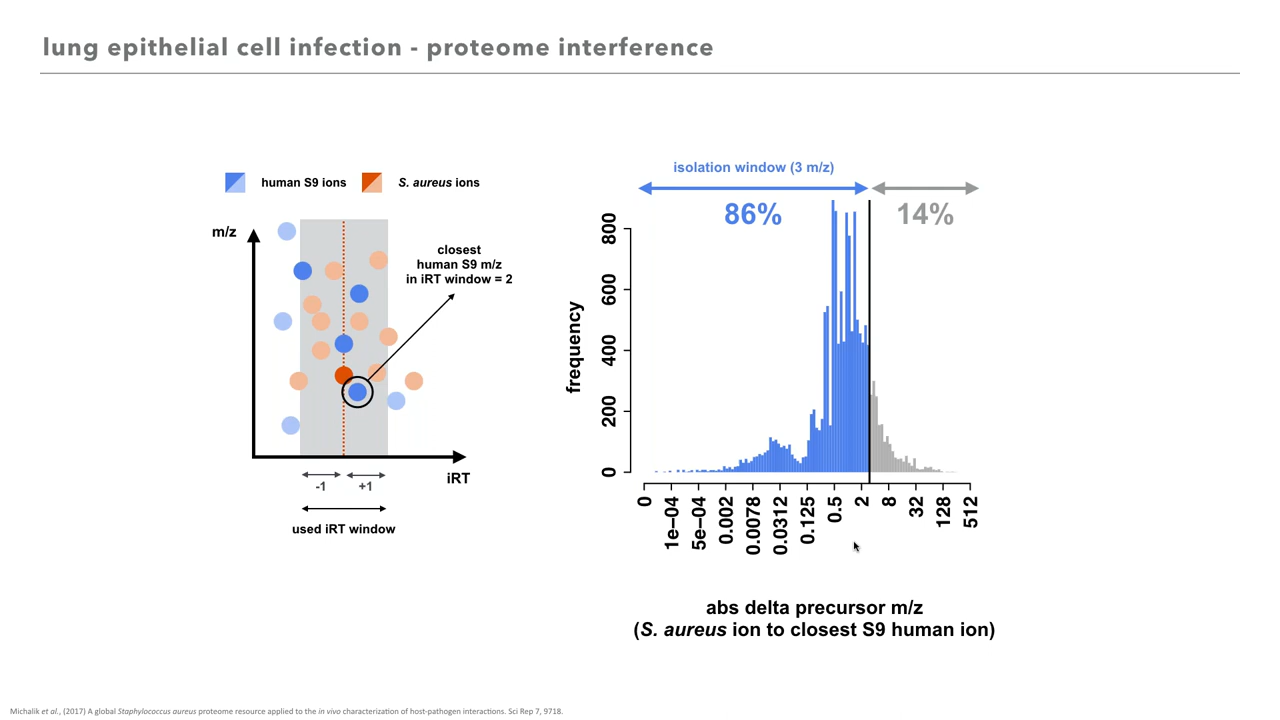 lung epithelial cell infection - proteome interference
human S9 ions
S. aureus ions
m/z
closest
human S9 m/z
in iRT window = 2
iRT
-1
+1
used iRT window
isolation window (3 m/z)
86%
14%
frequency
800
600
400
200
0
0
1e−04
5e−04
0.002
0.0078
0.0312
0.125
0.5
2
8
32
128
512
abs delta precursor m/z
(S. aureus ion to closest S9 human ion)
Michalik et al., (2017) A global Staphylococcus aureus proteome resource applied to the in vivo characterization of host-pathogen interactions. Sci Rep 7, 9718.